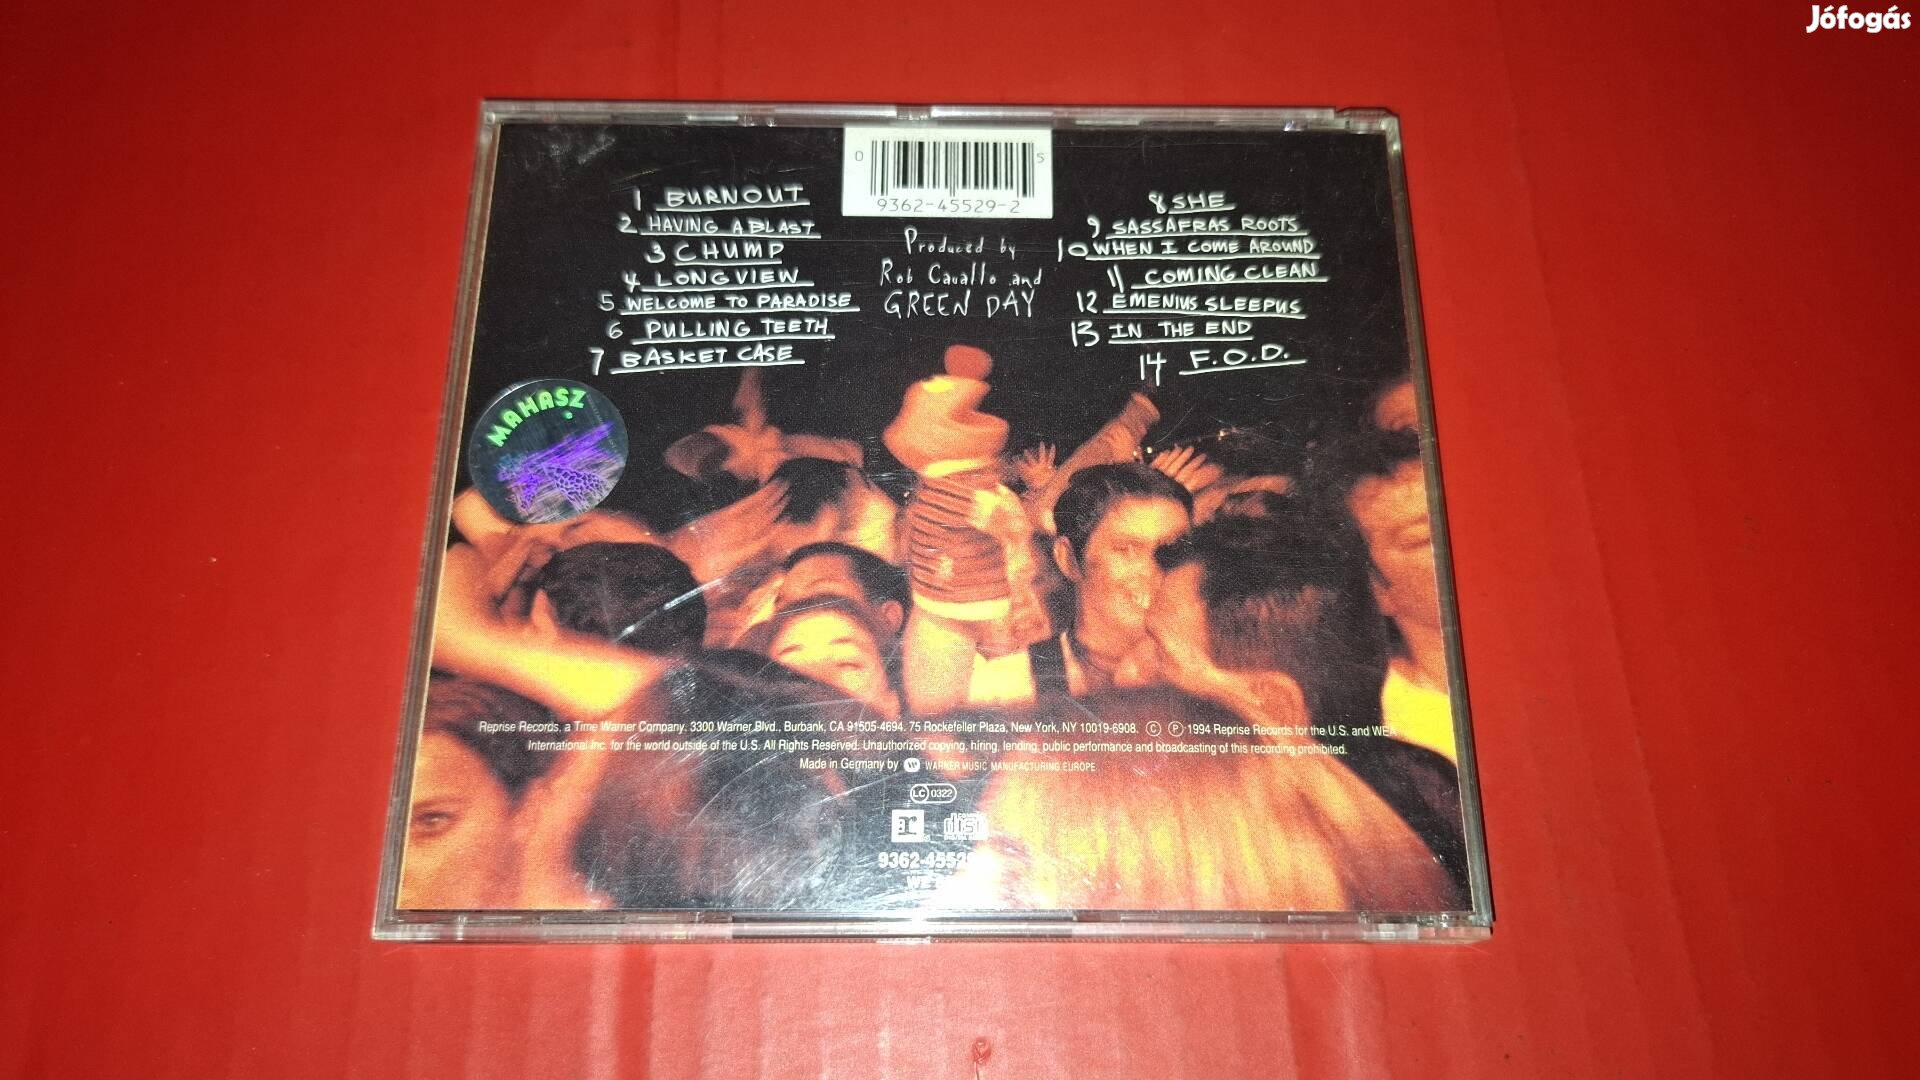 Jófogás
0 5
9362-45529-2
1 BURNOUT
2 HAVING A BLAST
3 CHUMP
4 LONGVIEW
5 WELCOME TO PARADISE
6 PULLING TEETH
7 BASKET CASE
Produced by
Rob Cavallo and
GREEN DAY
8 SHE
9 SASSAFRAS ROOTS
10 WHEN I COME AROUND
11 COMING CLEAN
12 EMENIUS SLEEPUS
13 IN THE END
14 F.O.D.
MAHASZ
Reprise Records, a Time Warner Company. 3300 Warner Blvd., Burbank, CA 91505-4694. 75 Rockefeller Plaza, New York, NY 10019-6908. © ℗ 1994 Reprise Records for the U.S. and WEA
International Inc. for the world outside of the U.S. All Rights Reserved. Unauthorized copying, hiring, lending, public performance and broadcasting of this recording prohibited.
Made in Germany by WARNER MUSIC MANUFACTURING EUROPE
LC 0322
disc
9362-4552